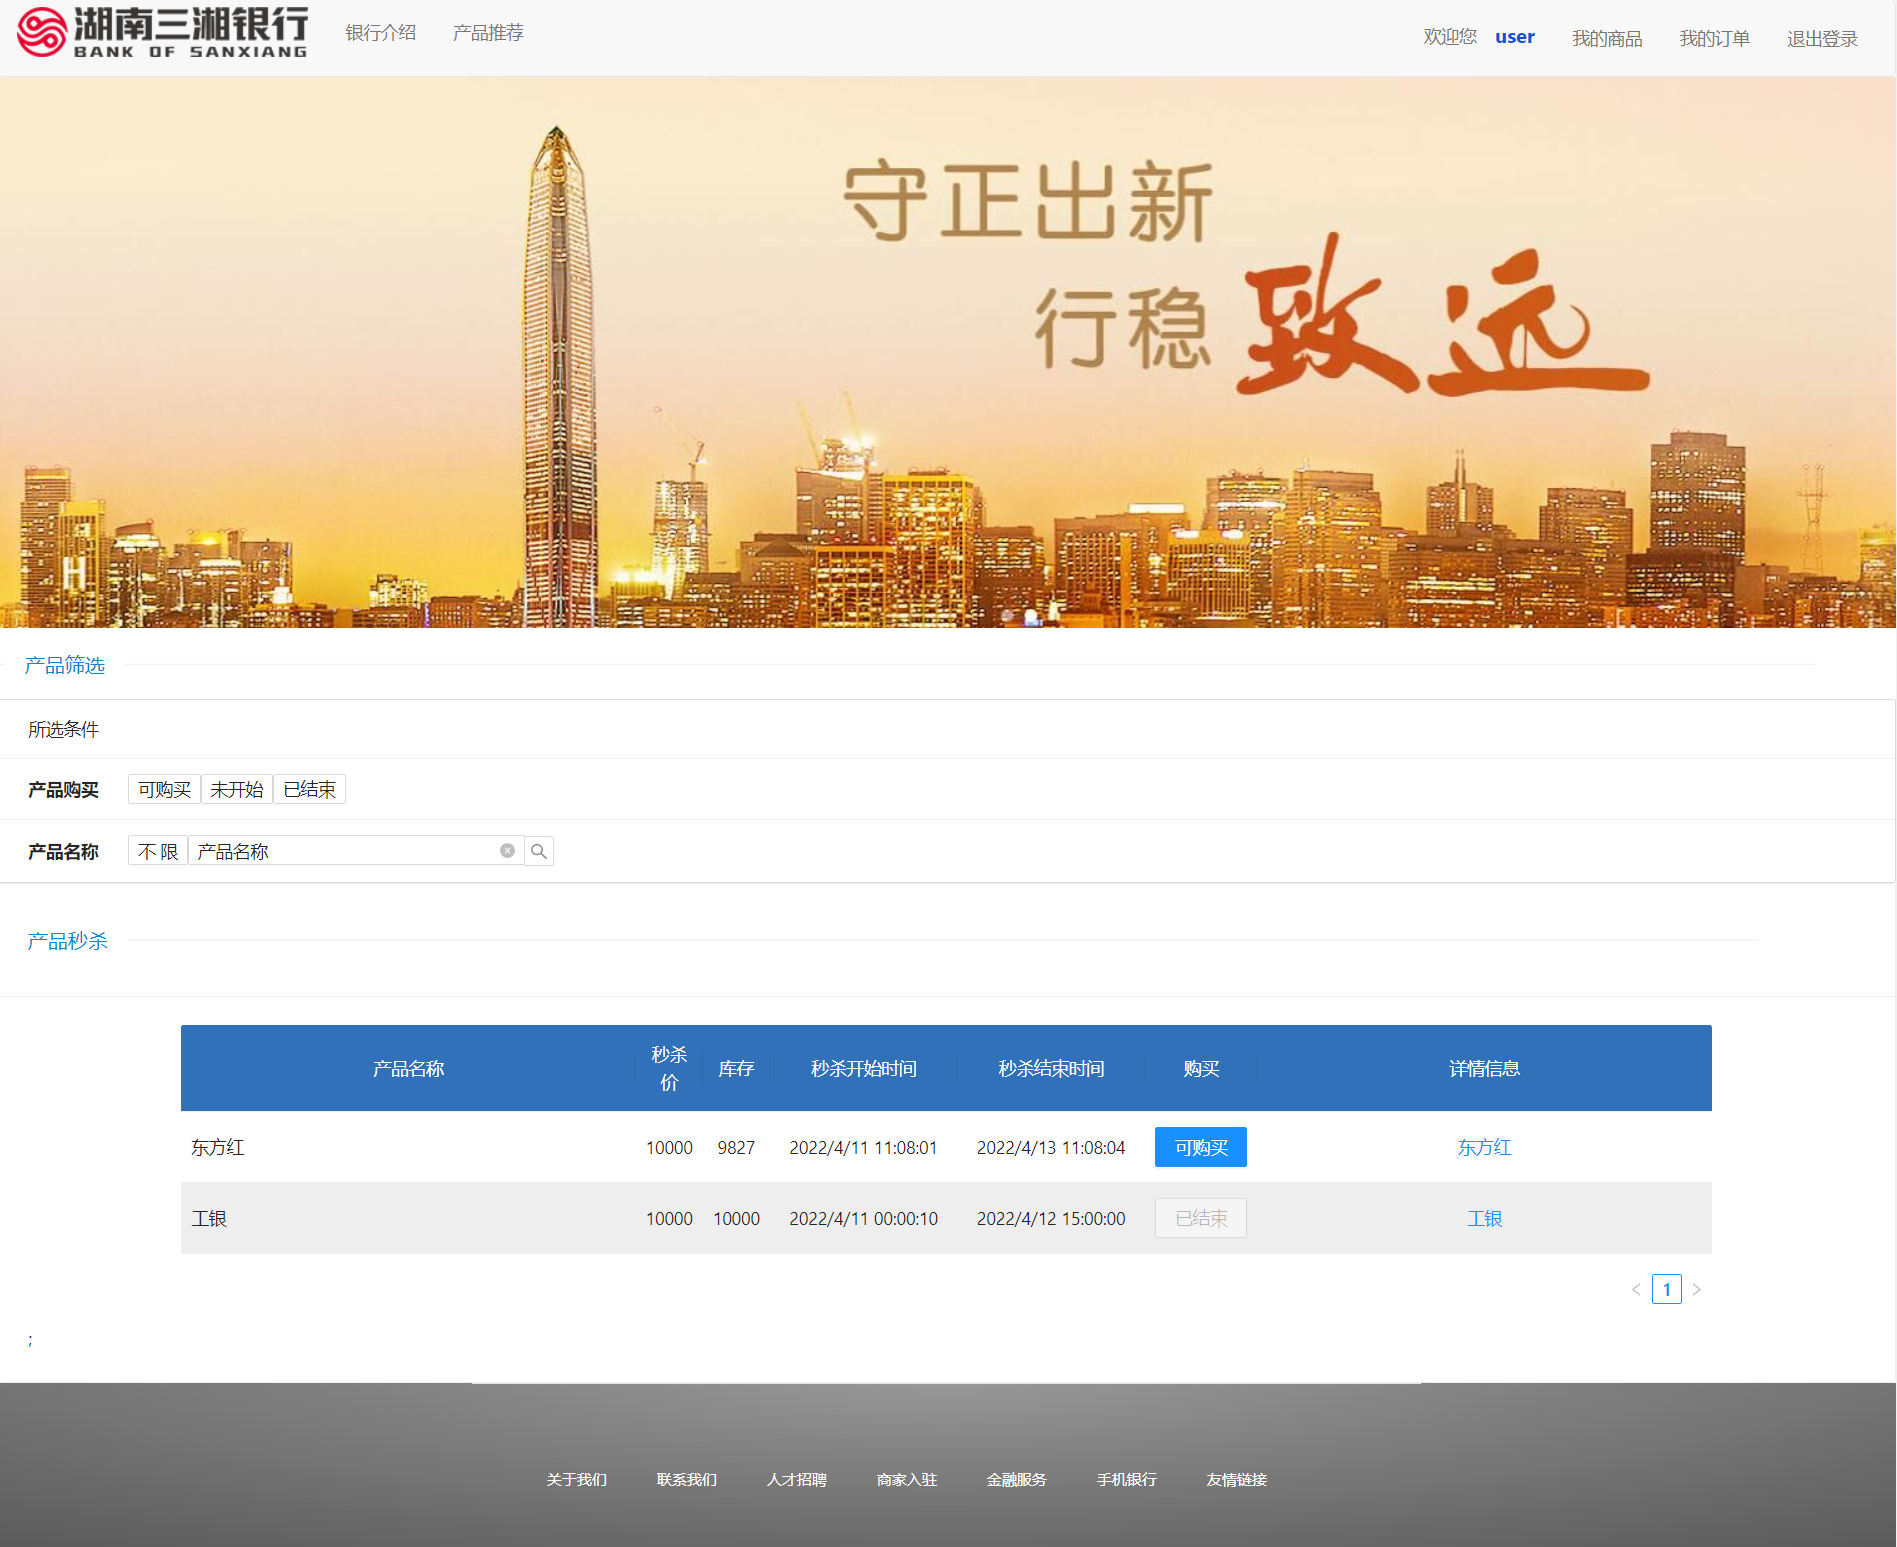 湖南三湘银行
BANK OF SANXIANG
银行介绍 产品推荐
欢迎您 user 我的商品 我的订单 退出登录
守正出新
行稳致远
产品筛选
所选条件
产品购买 可购买 未开始 已结束
产品名称 不限 产品名称
产品秒杀
产品名称 秒杀价 库存 秒杀开始时间 秒杀结束时间 购买 详情信息
东方红 10000 9827 2022/4/11 11:08:01 2022/4/13 11:08:04 可购买 东方红
工银 10000 10000 2022/4/11 00:00:10 2022/4/12 15:00:00 已结束 工银
< 1 >
;
关于我们 联系我们 人才招聘 商家入驻 金融服务 手机银行 友情链接